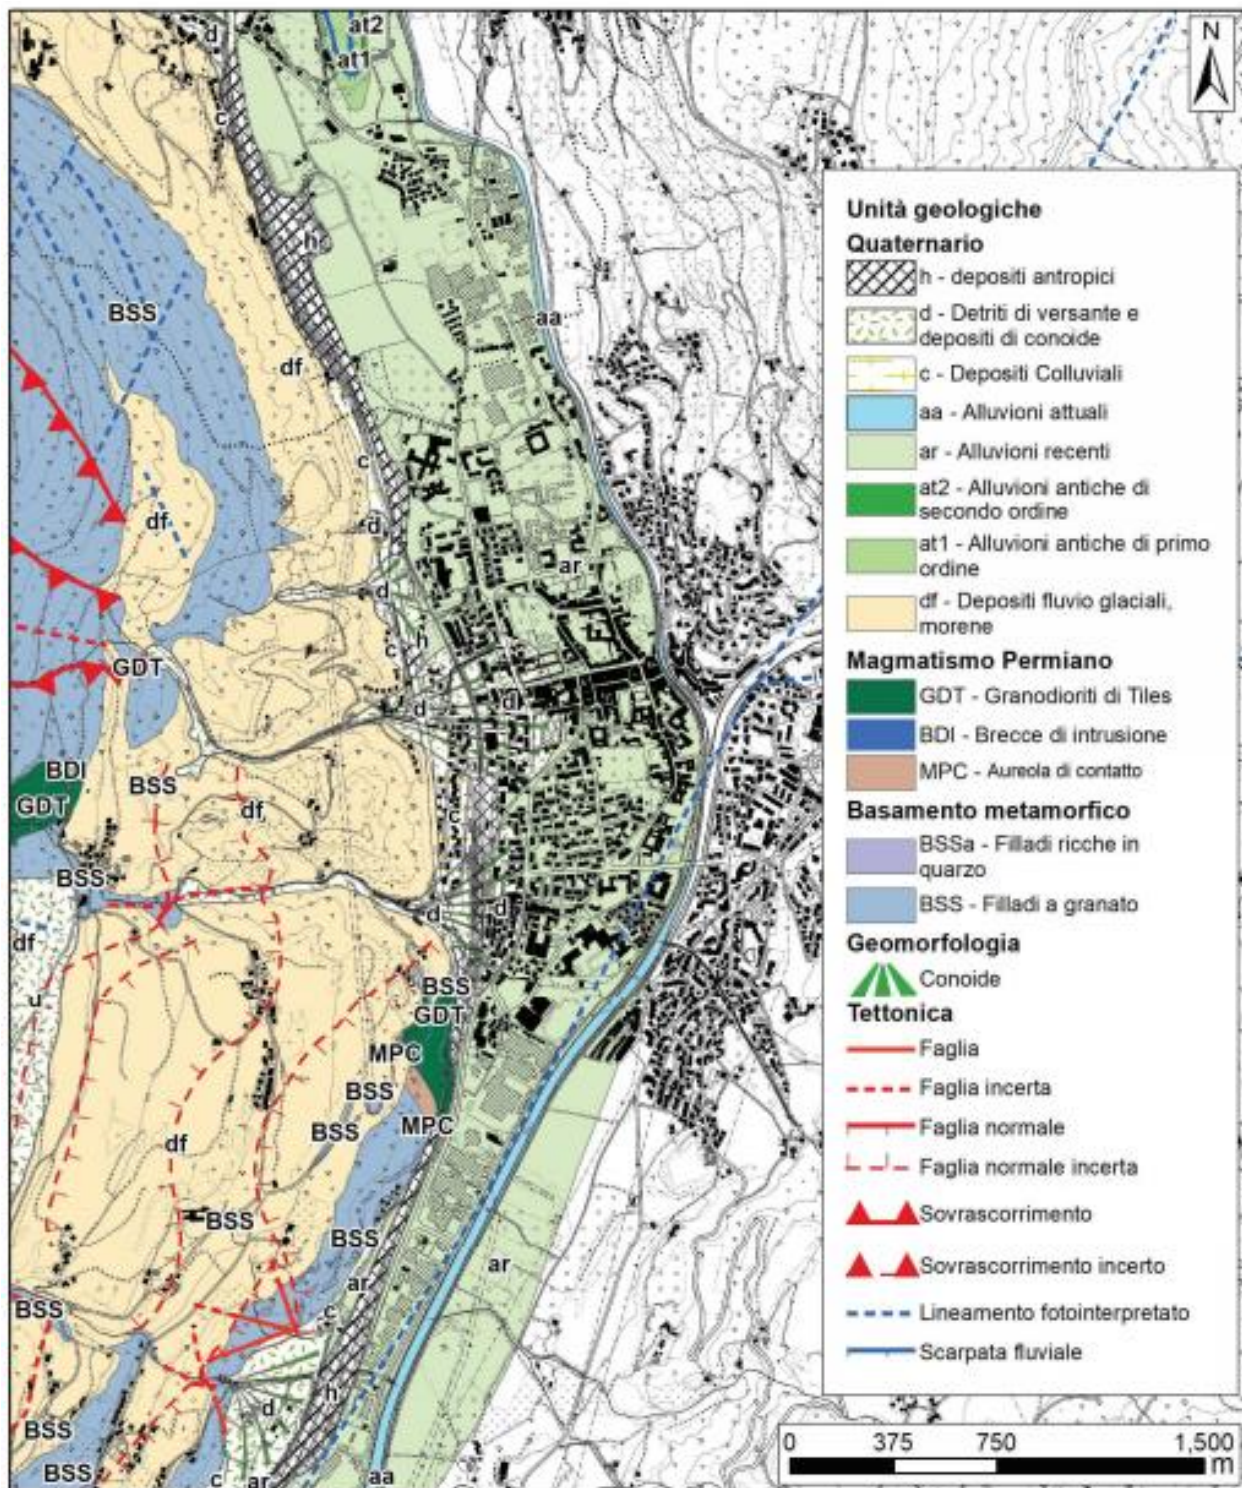 d
at2
at1
N
c
h
BSS
aa
df
c
df
d
ar
d
h
c
GDT
d
d
BDI
BSS
GDT
df
c
BSS
d
d
df
u
BSS
GDT
MPC
BSS
MPC
BSS
df
BSS
BSS
ar
ar
BSS
c
h
d
BSS
BSS
c
ar
aa
Unità geologiche
Quaternario
h - depositi antropici
d - Detriti di versante e
depositi di conoide
c - Depositi Colluviali
aa - Alluvioni attuali
ar - Alluvioni recenti
at2 - Alluvioni antiche di
secondo ordine
at1 - Alluvioni antiche di primo
ordine
df - Depositi fluvio glaciali,
morene
Magmatismo Permiano
GDT - Granodioriti di Tiles
BDI - Brecce di intrusione
MPC - Aureola di contatto
Basamento metamorfico
BSSa - Filladi ricche in
quarzo
BSS - Filladi a granato
Geomorfologia
Conoide
Tettonica
Faglia
Faglia incerta
Faglia normale
Faglia normale incerta
Sovrascorrimento
Sovrascorrimento incerto
Lineamento fotointerpretato
Scarpata fluviale
0 375 750 1,500
m